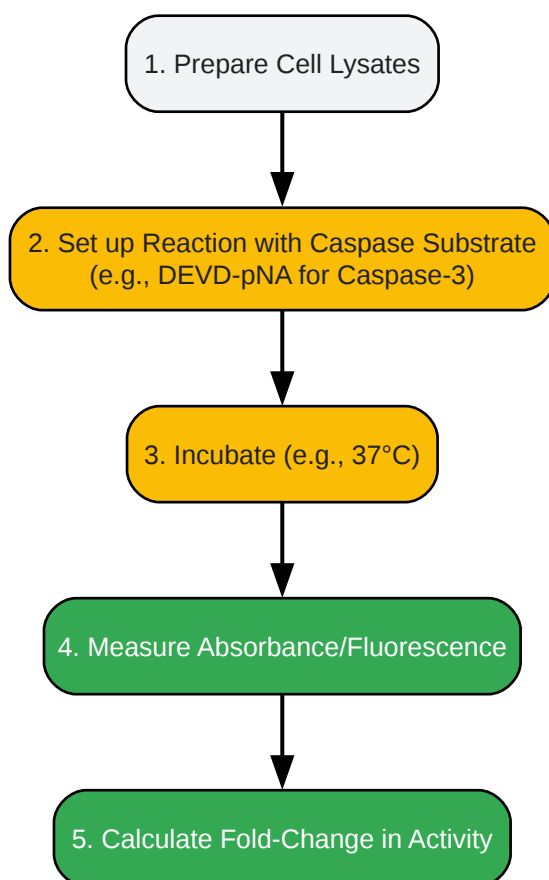 1. Prepare Cell Lysates
2. Set up Reaction with Caspase Substrate
(e.g., DEVD-pNA for Caspase-3)
3. Incubate (e.g., 37°C)
4. Measure Absorbance/Fluorescence
5. Calculate Fold-Change in Activity